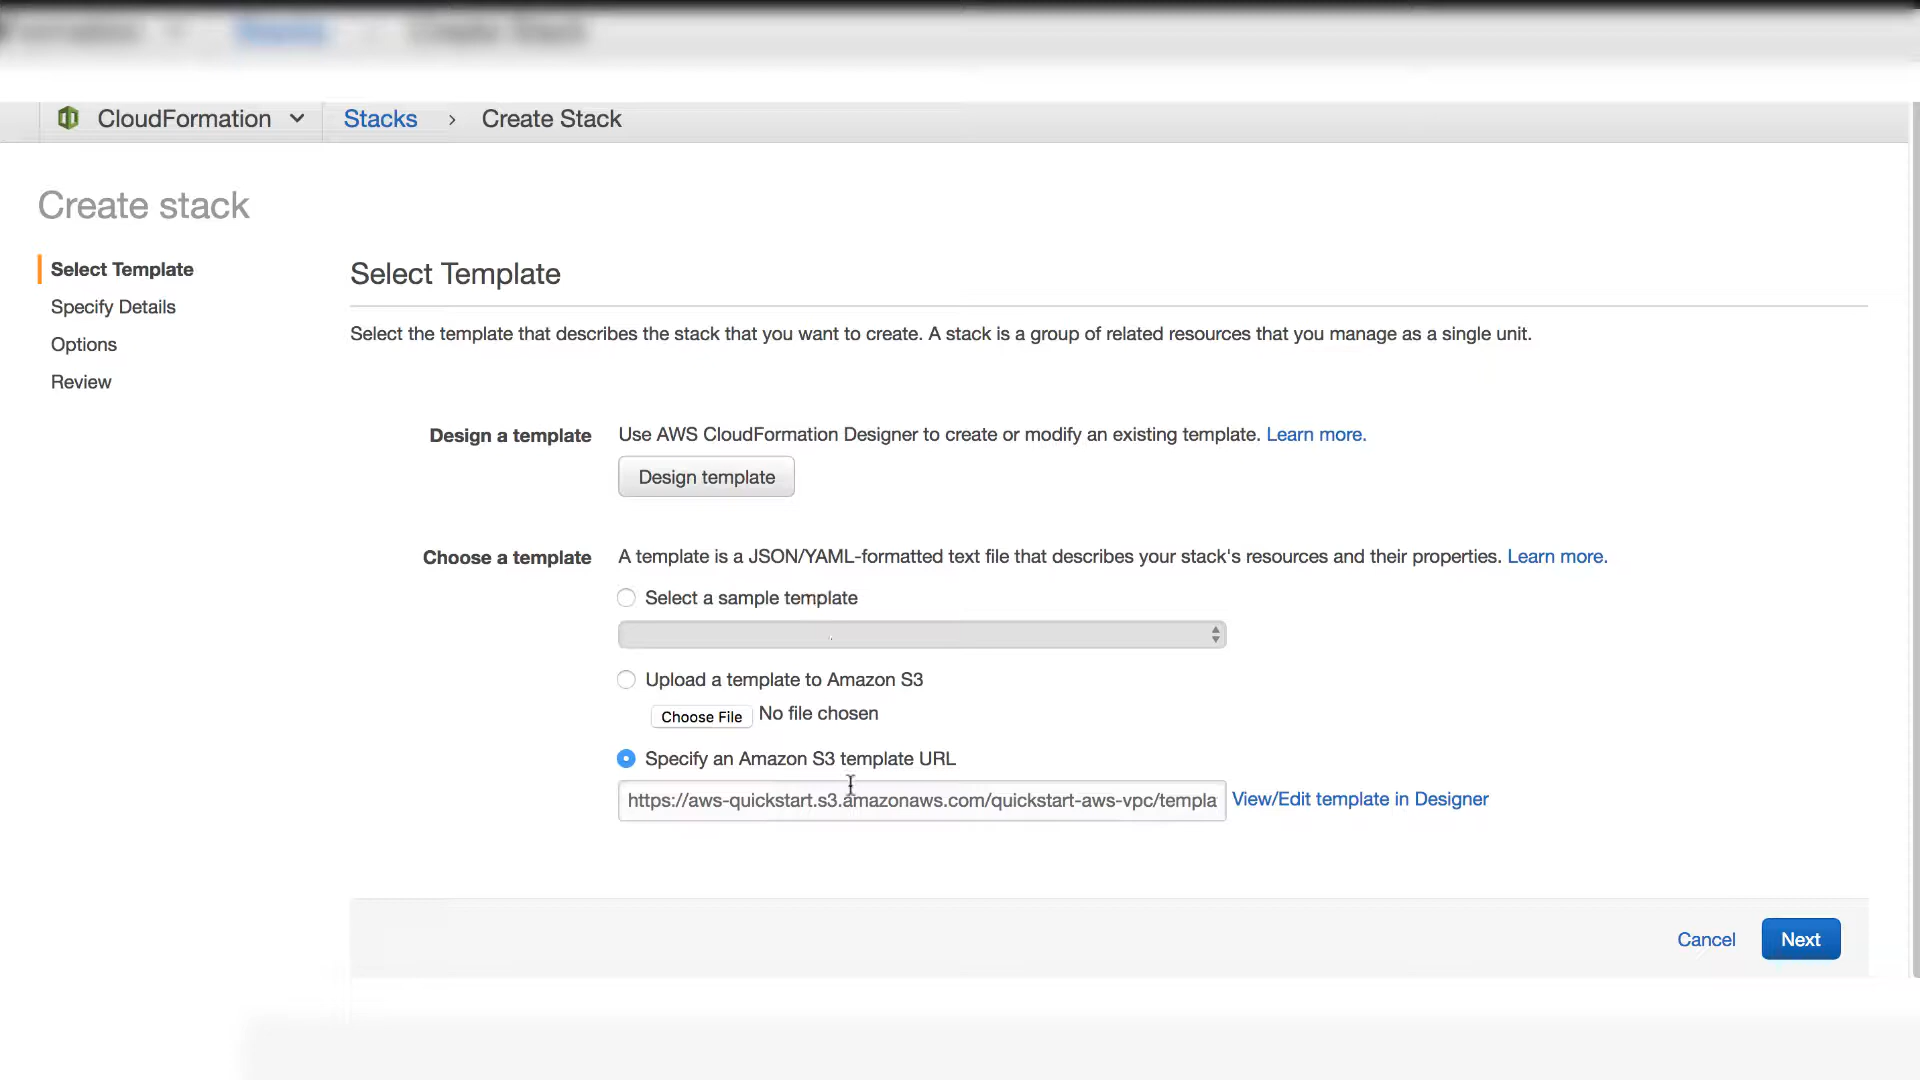 CloudFormation
Stacks > Create Stack
Create stack
Select Template
Specify Details
Options
Review
Select Template
Select the template that describes the stack that you want to create. A stack is a group of related resources that you manage as a single unit.
Design a template
Use AWS CloudFormation Designer to create or modify an existing template. Learn more.
Design template
Choose a template
A template is a JSON/YAML-formatted text file that describes your stack's resources and their properties. Learn more.
Select a sample template
Upload a template to Amazon S3
Choose File No file chosen
Specify an Amazon S3 template URL
https://aws-quickstart.s3.amazonaws.com/quickstart-aws-vpc/templa
View/Edit template in Designer
Cancel
Next